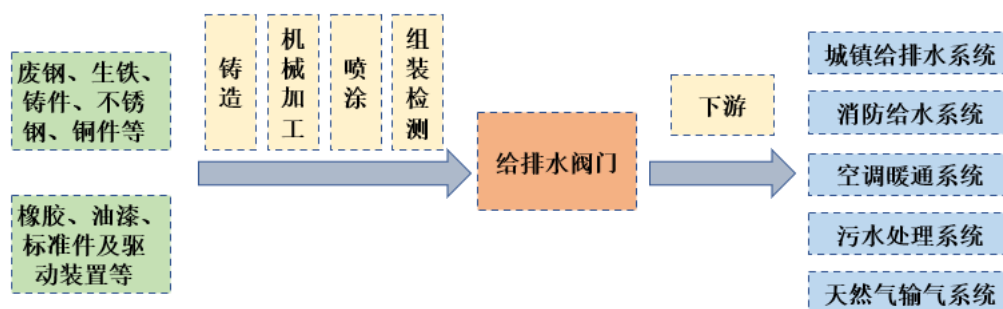 废钢、生铁、
铸件、不锈
钢、铜件等
橡胶、油漆、
标准件及驱
动装置等
铸造
机械加工
喷涂
组装检测
给排水阀门
下游
城镇给排水系统
消防给水系统
空调暖通系统
污水处理系统
天然气输气系统